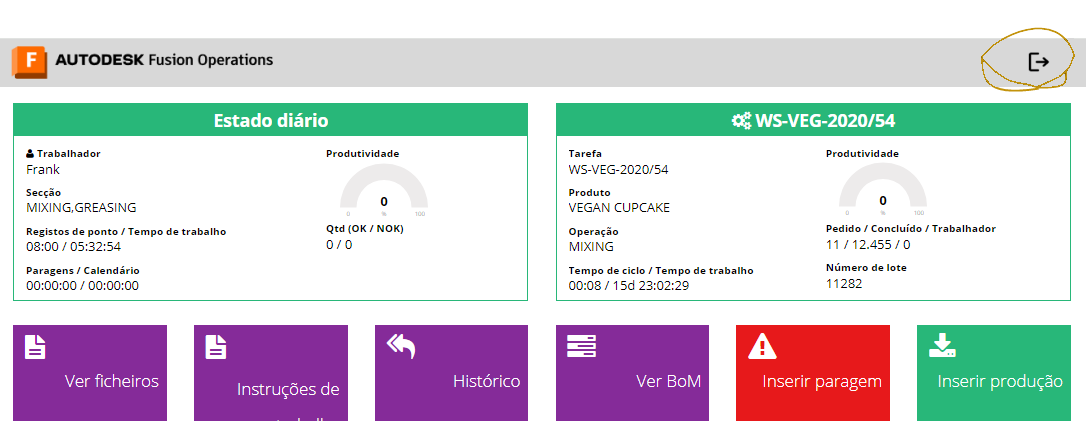 F AUTODESK Fusion Operations
Estado diário
Trabalhador
Frank
Secção
MIXING,GREASING
Registos de ponto / Tempo de trabalho
08:00 / 05:32:54
Paragens / Calendário
00:00:00 / 00:00:00
Produtividade
0
0 % 100
Qtd (OK / NOK)
0 / 0
WS-VEG-2020/54
Tarefa
WS-VEG-2020/54
Produto
VEGAN CUPCAKE
Operação
MIXING
Tempo de ciclo / Tempo de trabalho
00:08 / 15d 23:02:29
Produtividade
0
0 % 100
Pedido / Concluído / Trabalhador
11 / 12.455 / 0
Número de lote
11282
Ver ficheiros
Instruções de
Histórico
Ver BoM
Inserir paragem
Inserir produção